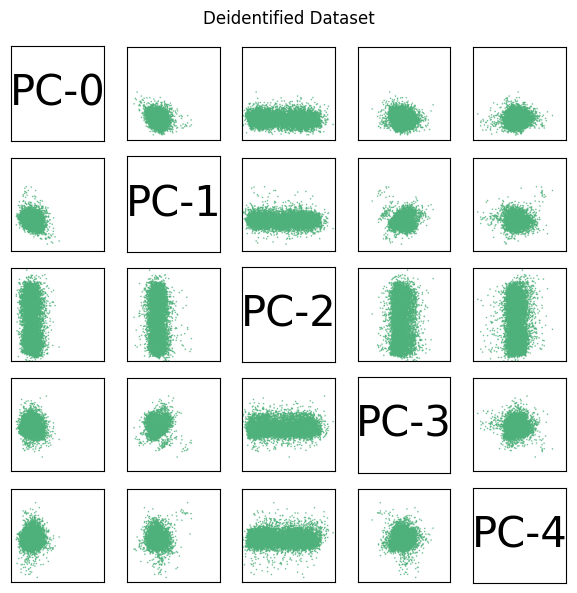 Deidentified Dataset
PC-0
PC-1
PC-2
PC-3
PC-4